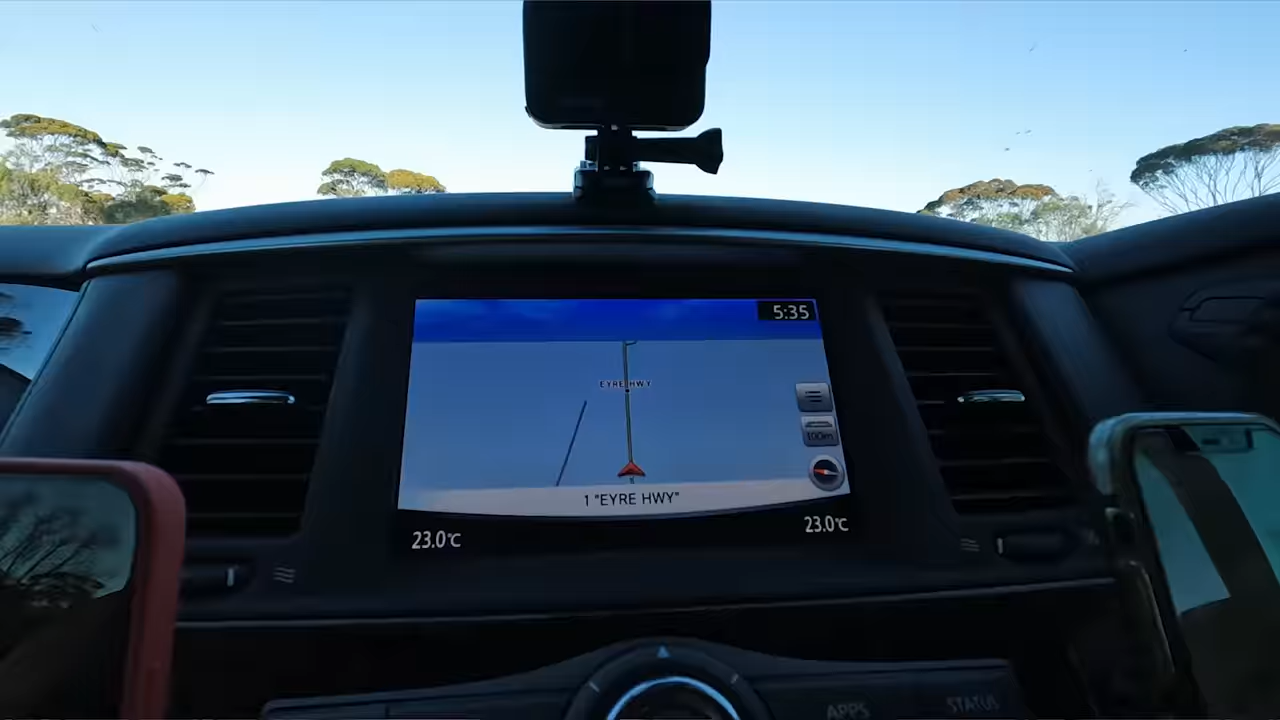 5:35
EYRE HWY
100m
1 "EYRE HWY"
23.0℃
23.0℃
APPS
STATUS